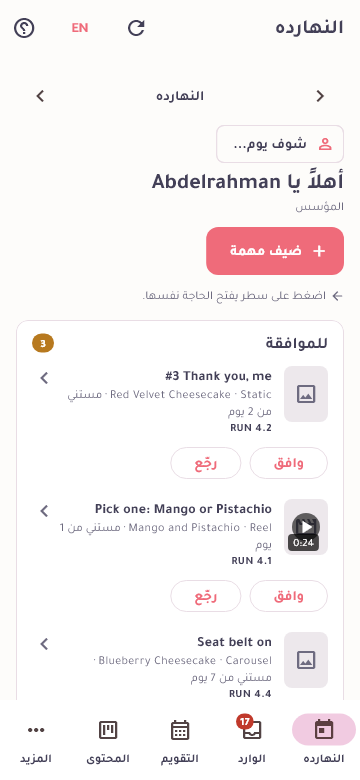 النهارده
EN
النهارده
شوف يوم...
أهلاً يا Abdelrahman
المؤسس
ضيف مهمة
اضغط على سطر يفتح الحاجة نفسها.
للموافقة
3
#3 Thank you, me
Red Velvet Cheesecake · Static · مستني
من 2 يوم
RUN 4.2
وافق
رجّع
Pick one: Mango or Pistachio
Mango and Pistachio · Reel · مستني من 1
يوم
RUN 4.1
0:24
وافق
رجّع
Seat belt on
Blueberry Cheesecake · Carousel ·
مستني من 7 يوم
RUN 4.4
النهارده
17
الوارد
التقويم
المحتوى
المزيد